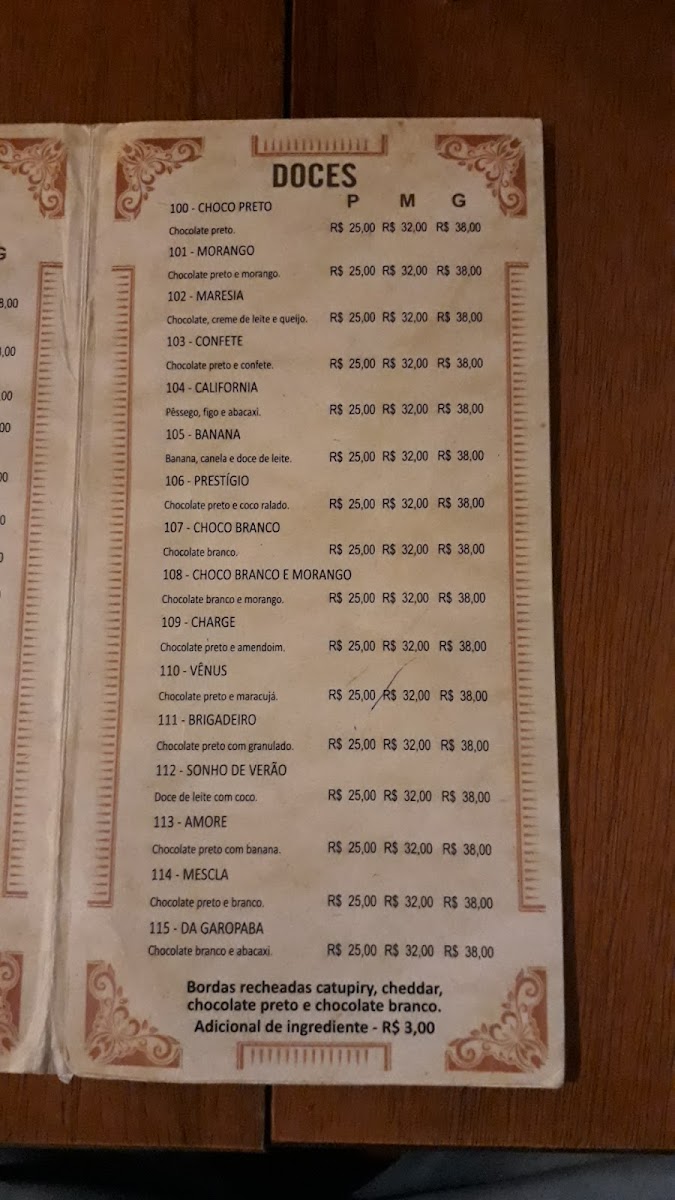 G
8,00
,00
00
00
00
0
0
DOCES
P M G
100 - CHOCO PRETO
Chocolate preto. R$ 25,00 R$ 32,00 R$ 38,00
101 - MORANGO
Chocolate preto e morango. R$ 25,00 R$ 32,00 R$ 38,00
102 - MARESIA
Chocolate, creme de leite e queijo. R$ 25,00 R$ 32,00 R$ 38,00
103 - CONFETE
Chocolate preto e confete. R$ 25,00 R$ 32,00 R$ 38,00
104 - CALIFORNIA
Pêssego, figo e abacaxi. R$ 25,00 R$ 32,00 R$ 38,00
105 - BANANA
Banana, canela e doce de leite. R$ 25,00 R$ 32,00 R$ 38,00
106 - PRESTÍGIO
Chocolate preto e coco ralado. R$ 25,00 R$ 32,00 R$ 38,00
107 - CHOCO BRANCO
Chocolate branco. R$ 25,00 R$ 32,00 R$ 38,00
108 - CHOCO BRANCO E MORANGO
Chocolate branco e morango. R$ 25,00 R$ 32,00 R$ 38,00
109 - CHARGE
Chocolate preto e amendoim. R$ 25,00 R$ 32,00 R$ 38,00
110 - VÊNUS
Chocolate preto e maracujá. R$ 25,00 R$ 32,00 R$ 38,00
111 - BRIGADEIRO
Chocolate preto com granulado. R$ 25,00 R$ 32,00 R$ 38,00
112 - SONHO DE VERÃO
Doce de leite com coco. R$ 25,00 R$ 32,00 R$ 38,00
113 - AMORE
Chocolate preto com banana. R$ 25,00 R$ 32,00 R$ 38,00
114 - MESCLA
Chocolate preto e branco. R$ 25,00 R$ 32,00 R$ 38,00
115 - DA GAROPABA
Chocolate branco e abacaxi. R$ 25,00 R$ 32,00 R$ 38,00
Bordas recheadas catupiry, cheddar,
chocolate preto e chocolate branco.
Adicional de ingrediente - R$ 3,00